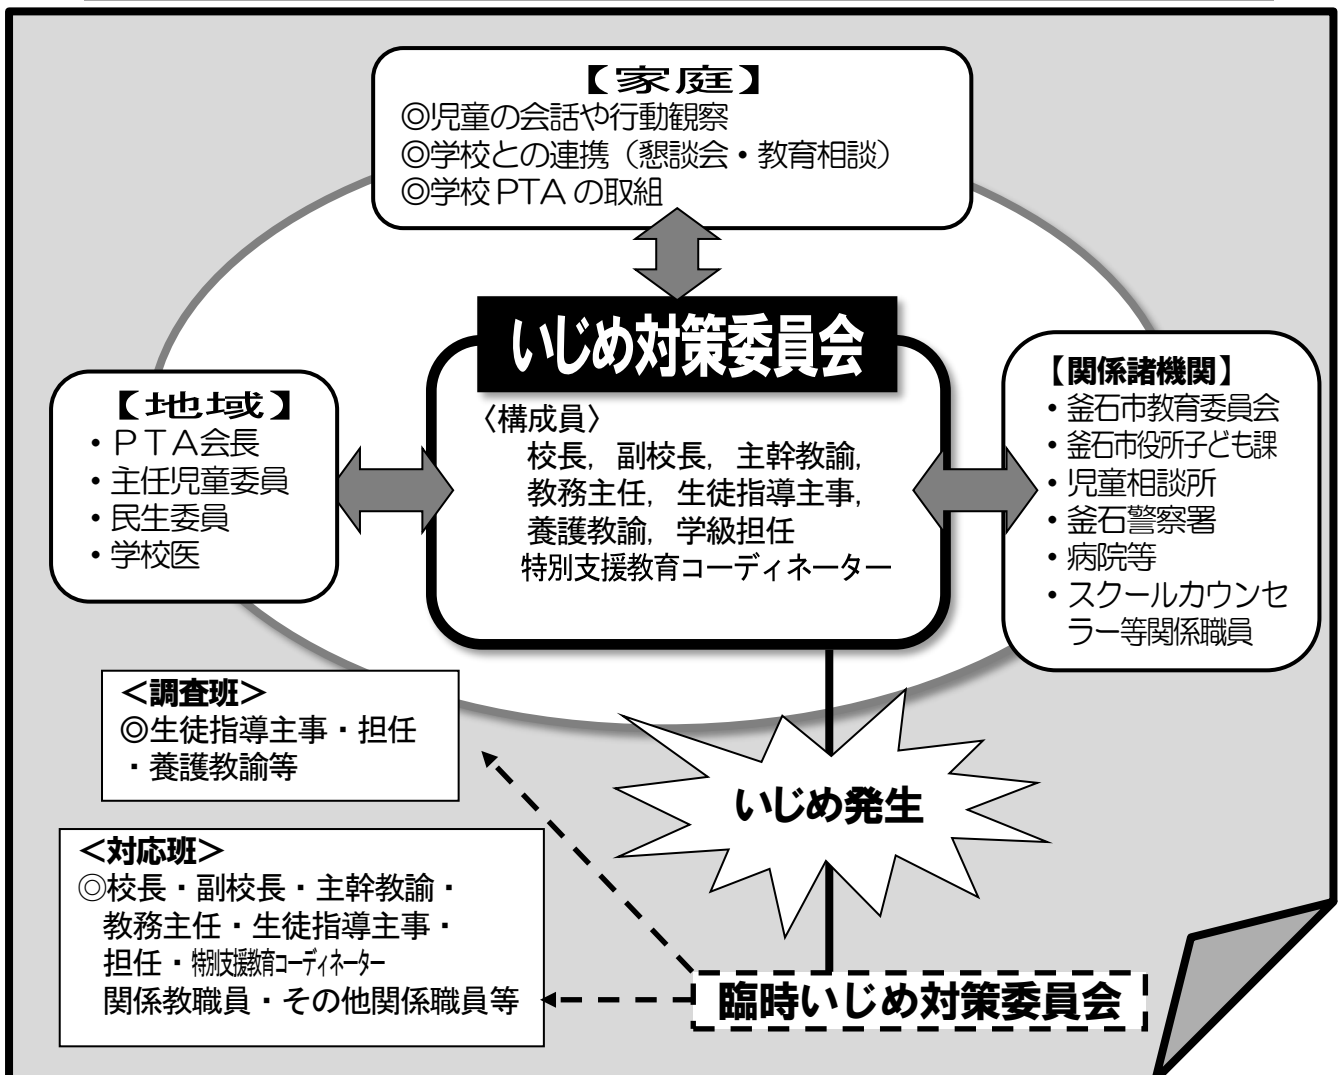 【家庭】
◎児童の会話や行動観察
◎学校との連携（懇談会・教育相談）
◎学校PTAの取組
いじめ対策委員会
〈構成員〉
校長，副校長，主幹教諭，
教務主任，生徒指導主事，
養護教諭，学級担任
特別支援教育コーディネーター
【地域】
・ＰＴＡ会長
・主任児童委員
・民生委員
・学校医
【関係諸機関】
・釜石市教育委員会
・釜石市役所子ども課
・児童相談所
・釜石警察署
・病院等
・スクールカウンセ
ラー等関係職員
＜調査班＞
◎生徒指導主事・担任
・養護教諭等
いじめ発生
＜対応班＞
◎校長・副校長・主幹教諭・
教務主任・生徒指導主事・
担任・特別支援教育コーディネーター
関係教職員・その他関係職員等
臨時いじめ対策委員会